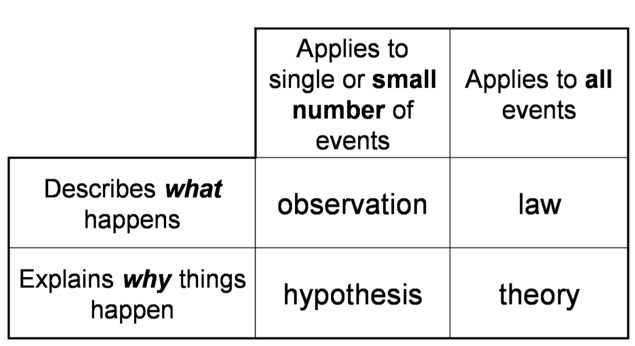 Applies to
single or small
number of
events
Applies to all
events
Describes what
happens
observation
law
Explains why things
happen
hypothesis
theory